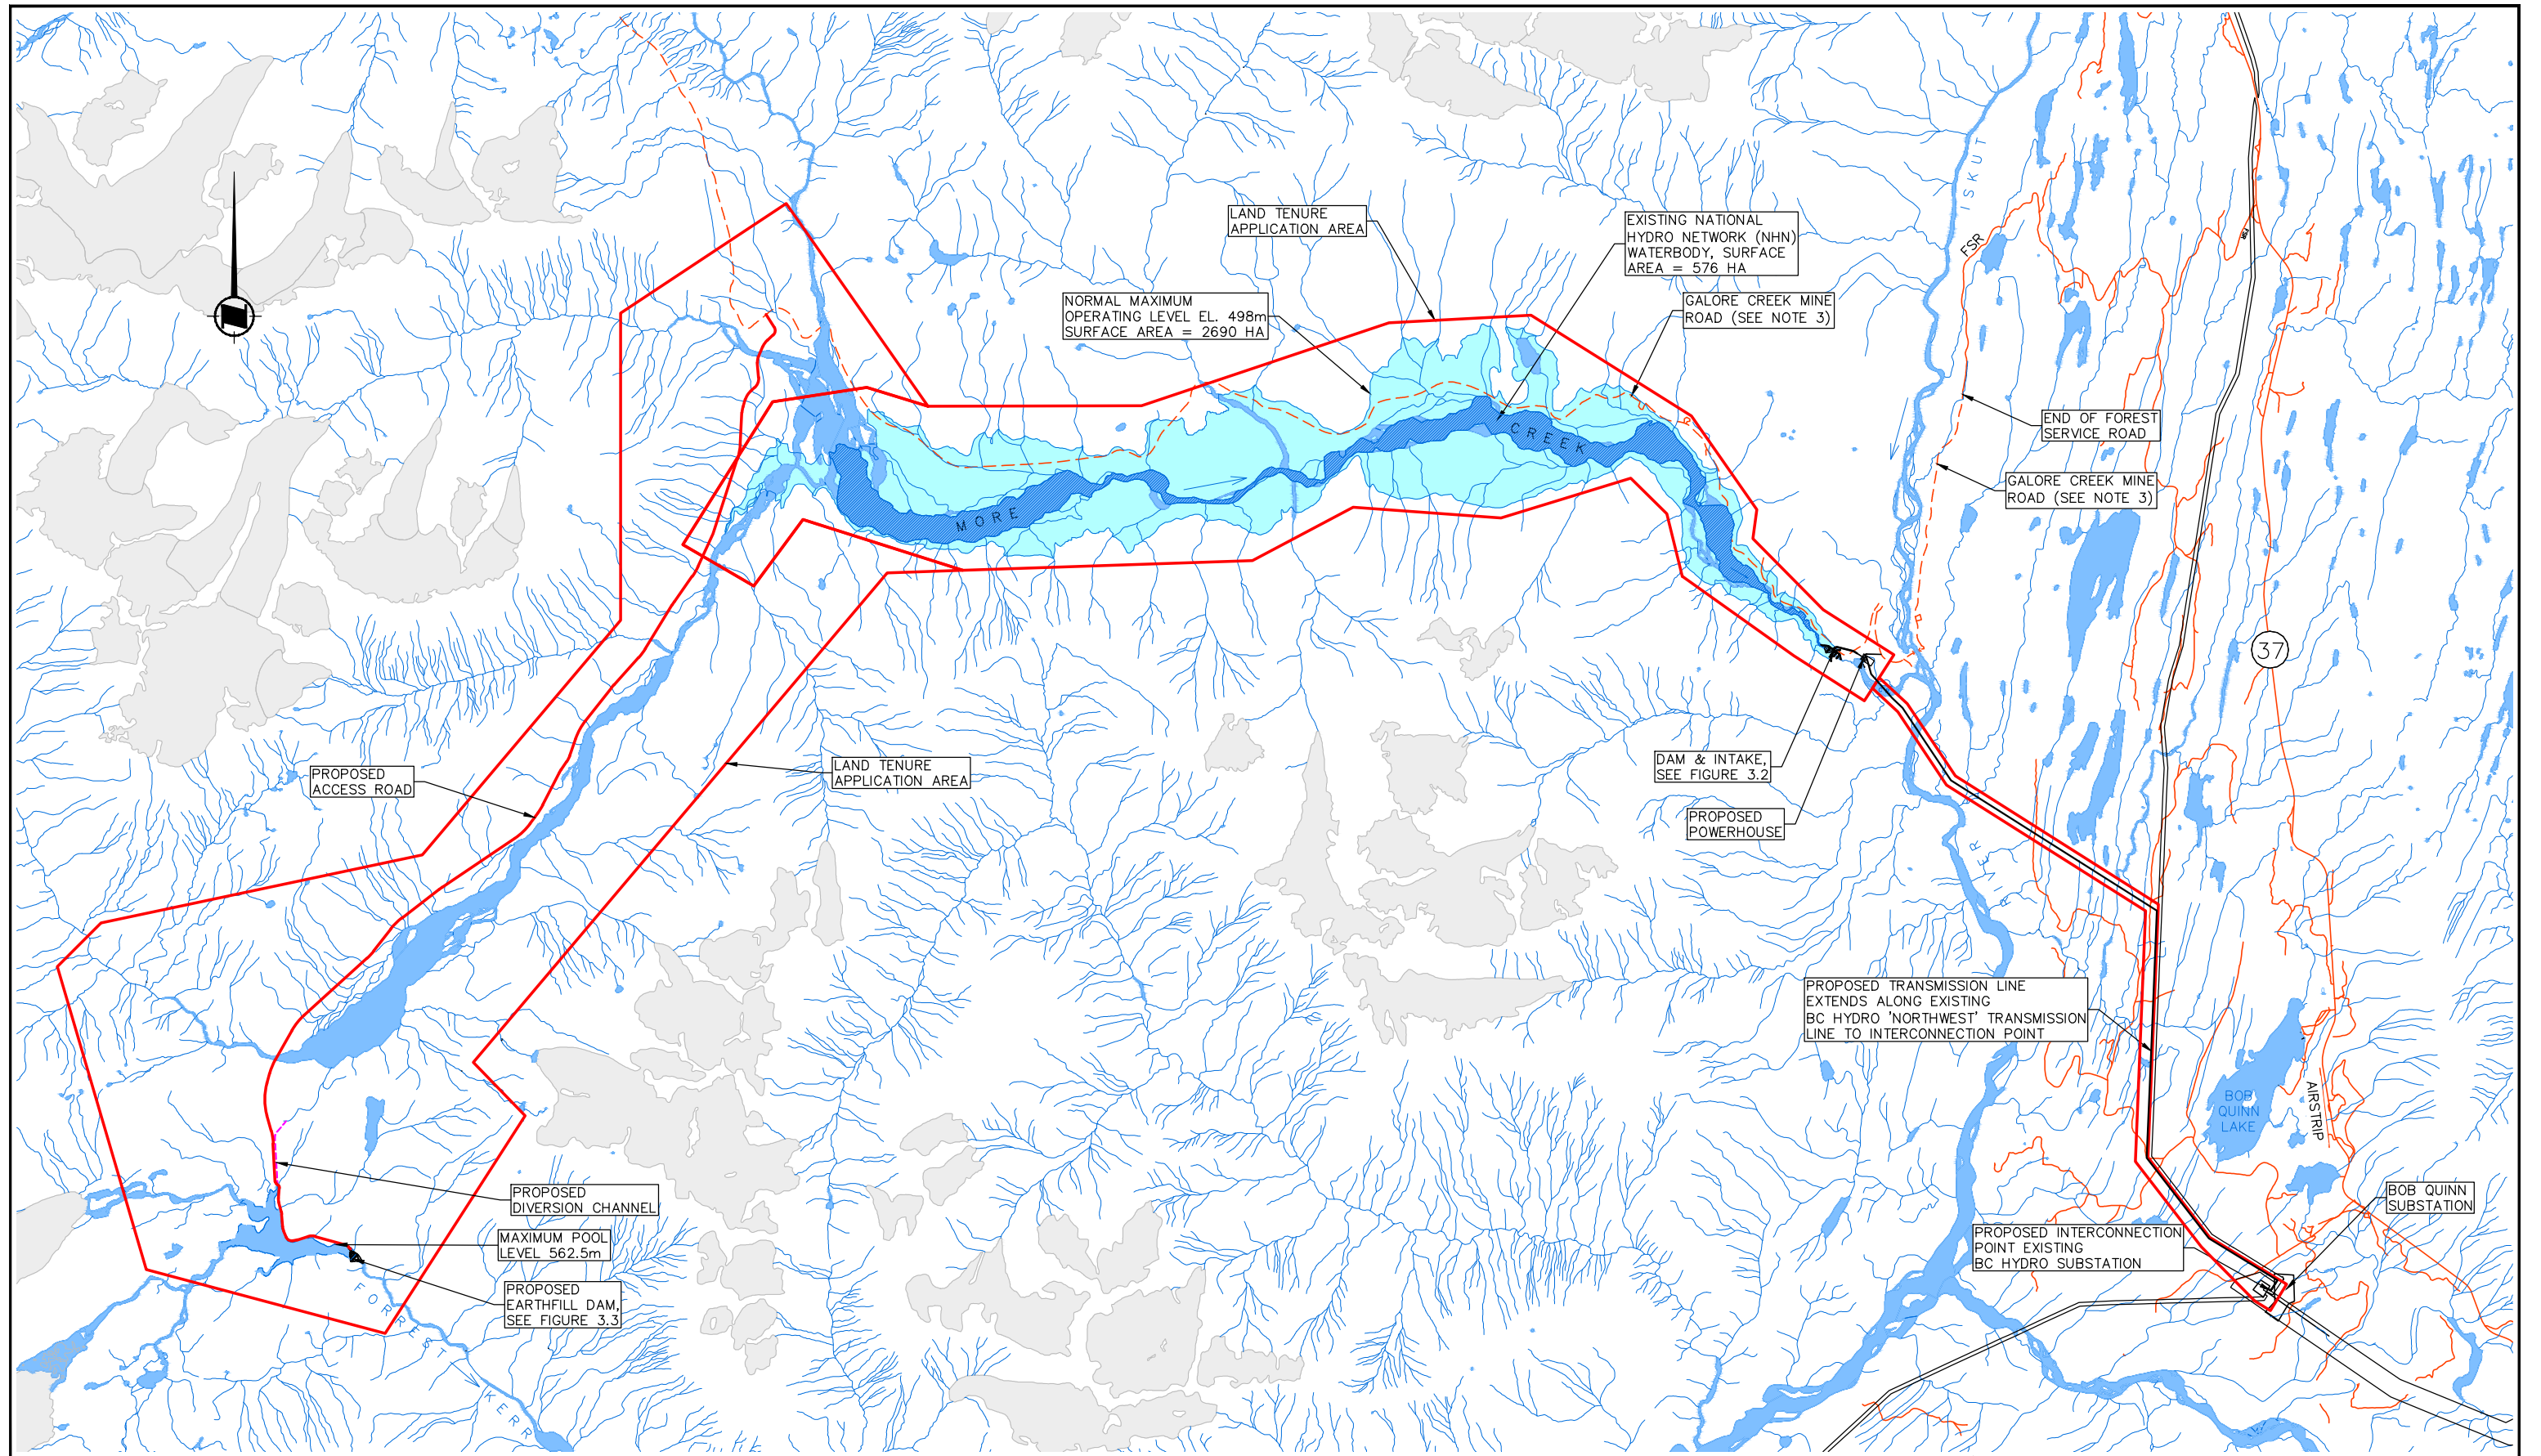 LAND TENURE
APPLICATION AREA
EXISTING NATIONAL
HYDRO NETWORK (NHN)
WATERBODY, SURFACE
AREA = 576 HA
ISKUT
FSR
NORMAL MAXIMUM
OPERATING LEVEL EL. 498m
SURFACE AREA = 2690 HA
GALORE CREEK MINE
ROAD (SEE NOTE 3)
END OF FOREST
SERVICE ROAD
GALORE CREEK MINE
ROAD (SEE NOTE 3)
MORE
CREEK
37
PROPOSED
ACCESS ROAD
LAND TENURE
APPLICATION AREA
DAM & INTAKE,
SEE FIGURE 3.2
PROPOSED
POWERHOUSE
RIVER
PROPOSED TRANSMISSION LINE
EXTENDS ALONG EXISTING
BC HYDRO 'NORTHWEST' TRANSMISSION
LINE TO INTERCONNECTION POINT
BOB
QUINN
LAKE
AIRSTRIP
PROPOSED
DIVERSION CHANNEL
MAXIMUM POOL
LEVEL 562.5m
PROPOSED
EARTHFILL DAM,
SEE FIGURE 3.3
BOB QUINN
SUBSTATION
PROPOSED INTERCONNECTION
POINT EXISTING
BC HYDRO SUBSTATION
FORREST
KERR